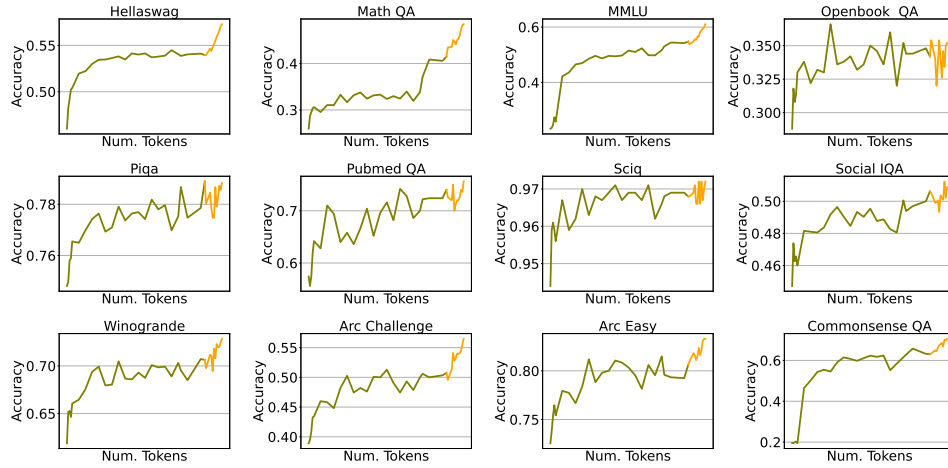 Hellaswag
Accuracy
0.55
0.50
Num. Tokens
Math QA
Accuracy
0.4
0.3
Num. Tokens
MMLU
Accuracy
0.6
0.4
Num. Tokens
Openbook  QA
Accuracy
0.350
0.325
0.300
Num. Tokens
Piqa
Accuracy
0.78
0.76
Num. Tokens
Pubmed QA
Accuracy
0.7
0.6
Num. Tokens
Sciq
Accuracy
0.97
0.96
0.95
Num. Tokens
Social IQA
Accuracy
0.50
0.48
0.46
Num. Tokens
Winogrande
Accuracy
0.70
0.65
Num. Tokens
Arc Challenge
Accuracy
0.55
0.50
0.45
0.40
Num. Tokens
Arc Easy
Accuracy
0.80
0.75
Num. Tokens
Commonsense QA
Accuracy
0.6
0.4
0.2
Num. Tokens